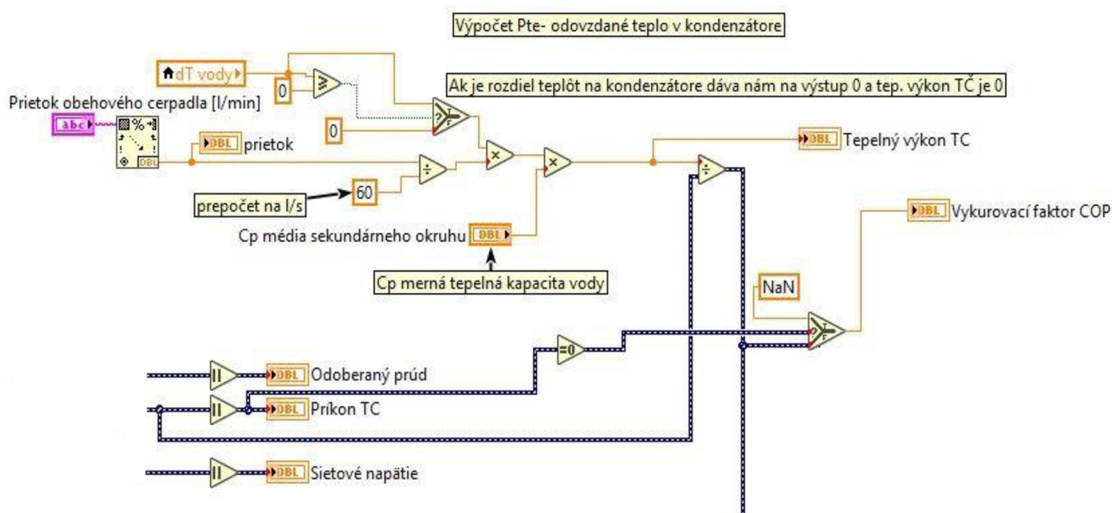 Výpočet Pte- odovzdané teplo v kondenzátore
dT vody
0
Ak je rozdiel teplôt na kondenzátore dáva nám na výstup 0 a tep. výkon TČ je 0
Prietok obehového cerpadla [l/min]
abc
0
DBL
DBL prietok
DBL Tepelný výkon TC
60
prepočet na l/s
DBL Vykurovací faktor COP
Cp média sekundárneho okruhu DBL
Cp merná tepelná kapacita vody
NaN
=0
DBL Odoberaný prúd
DBL Príkon TC
DBL Sietové napätie